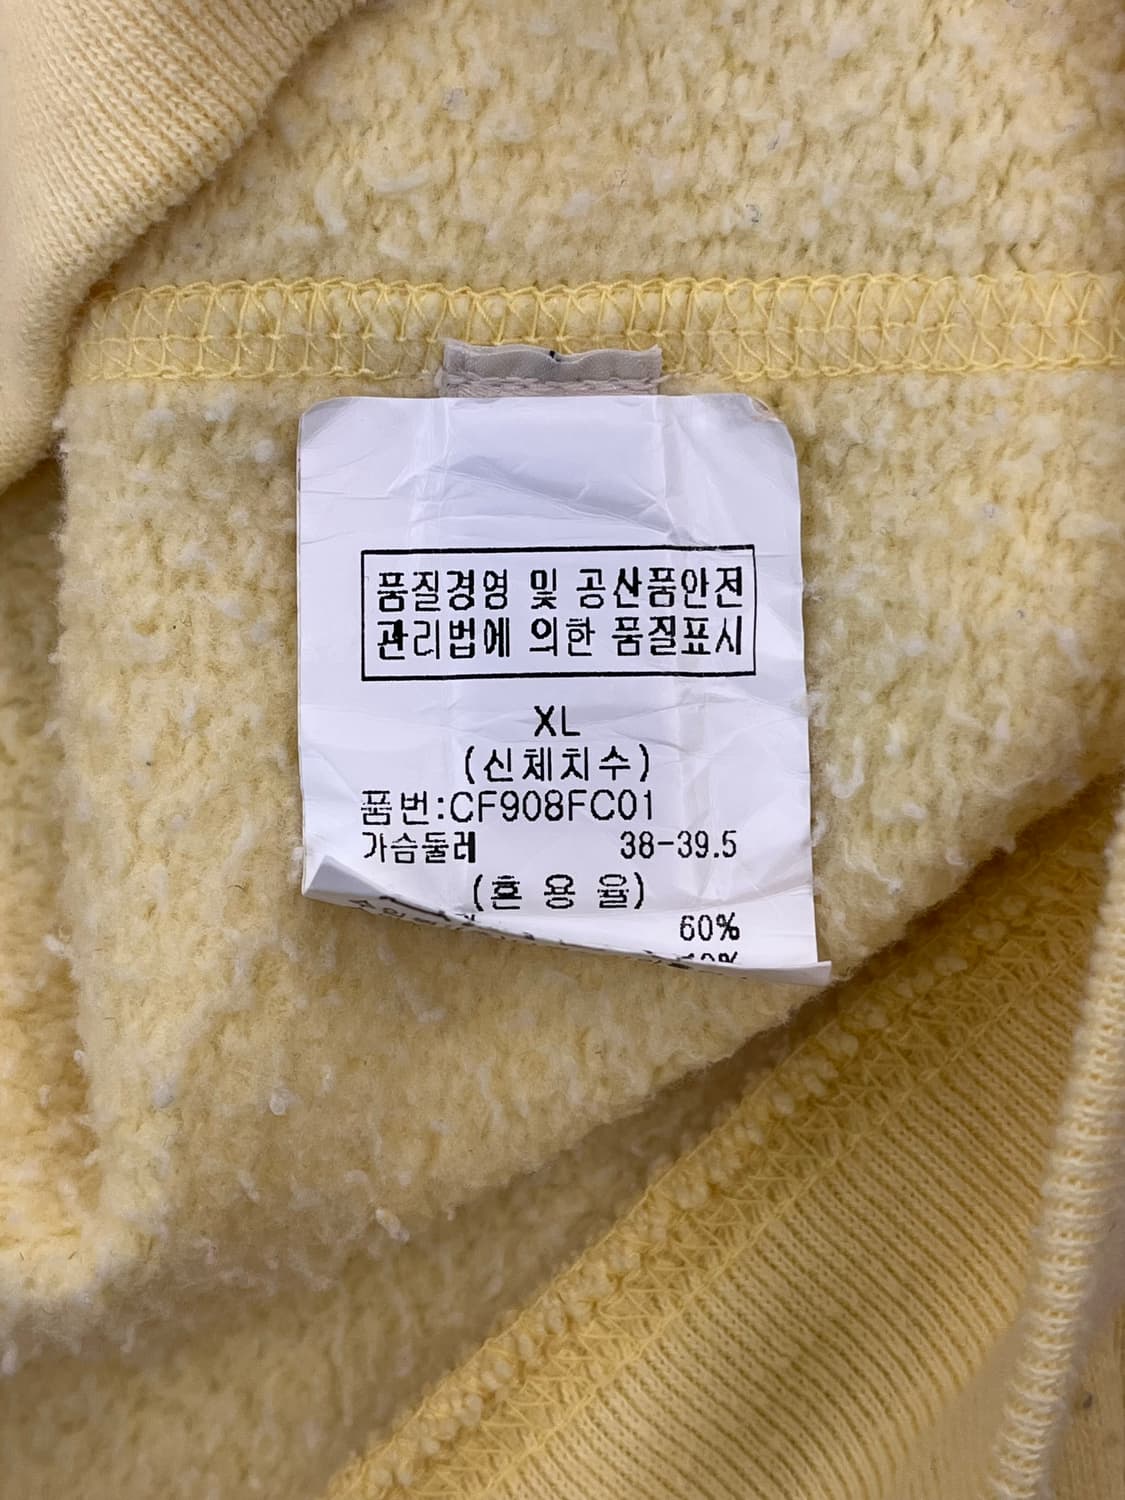 품질경영 및 공산품안전
관리법에 의한 품질표시
XL
(신체치수)
품번:CF908FC01
가슴둘레 38-39.5
(혼용율)
60%